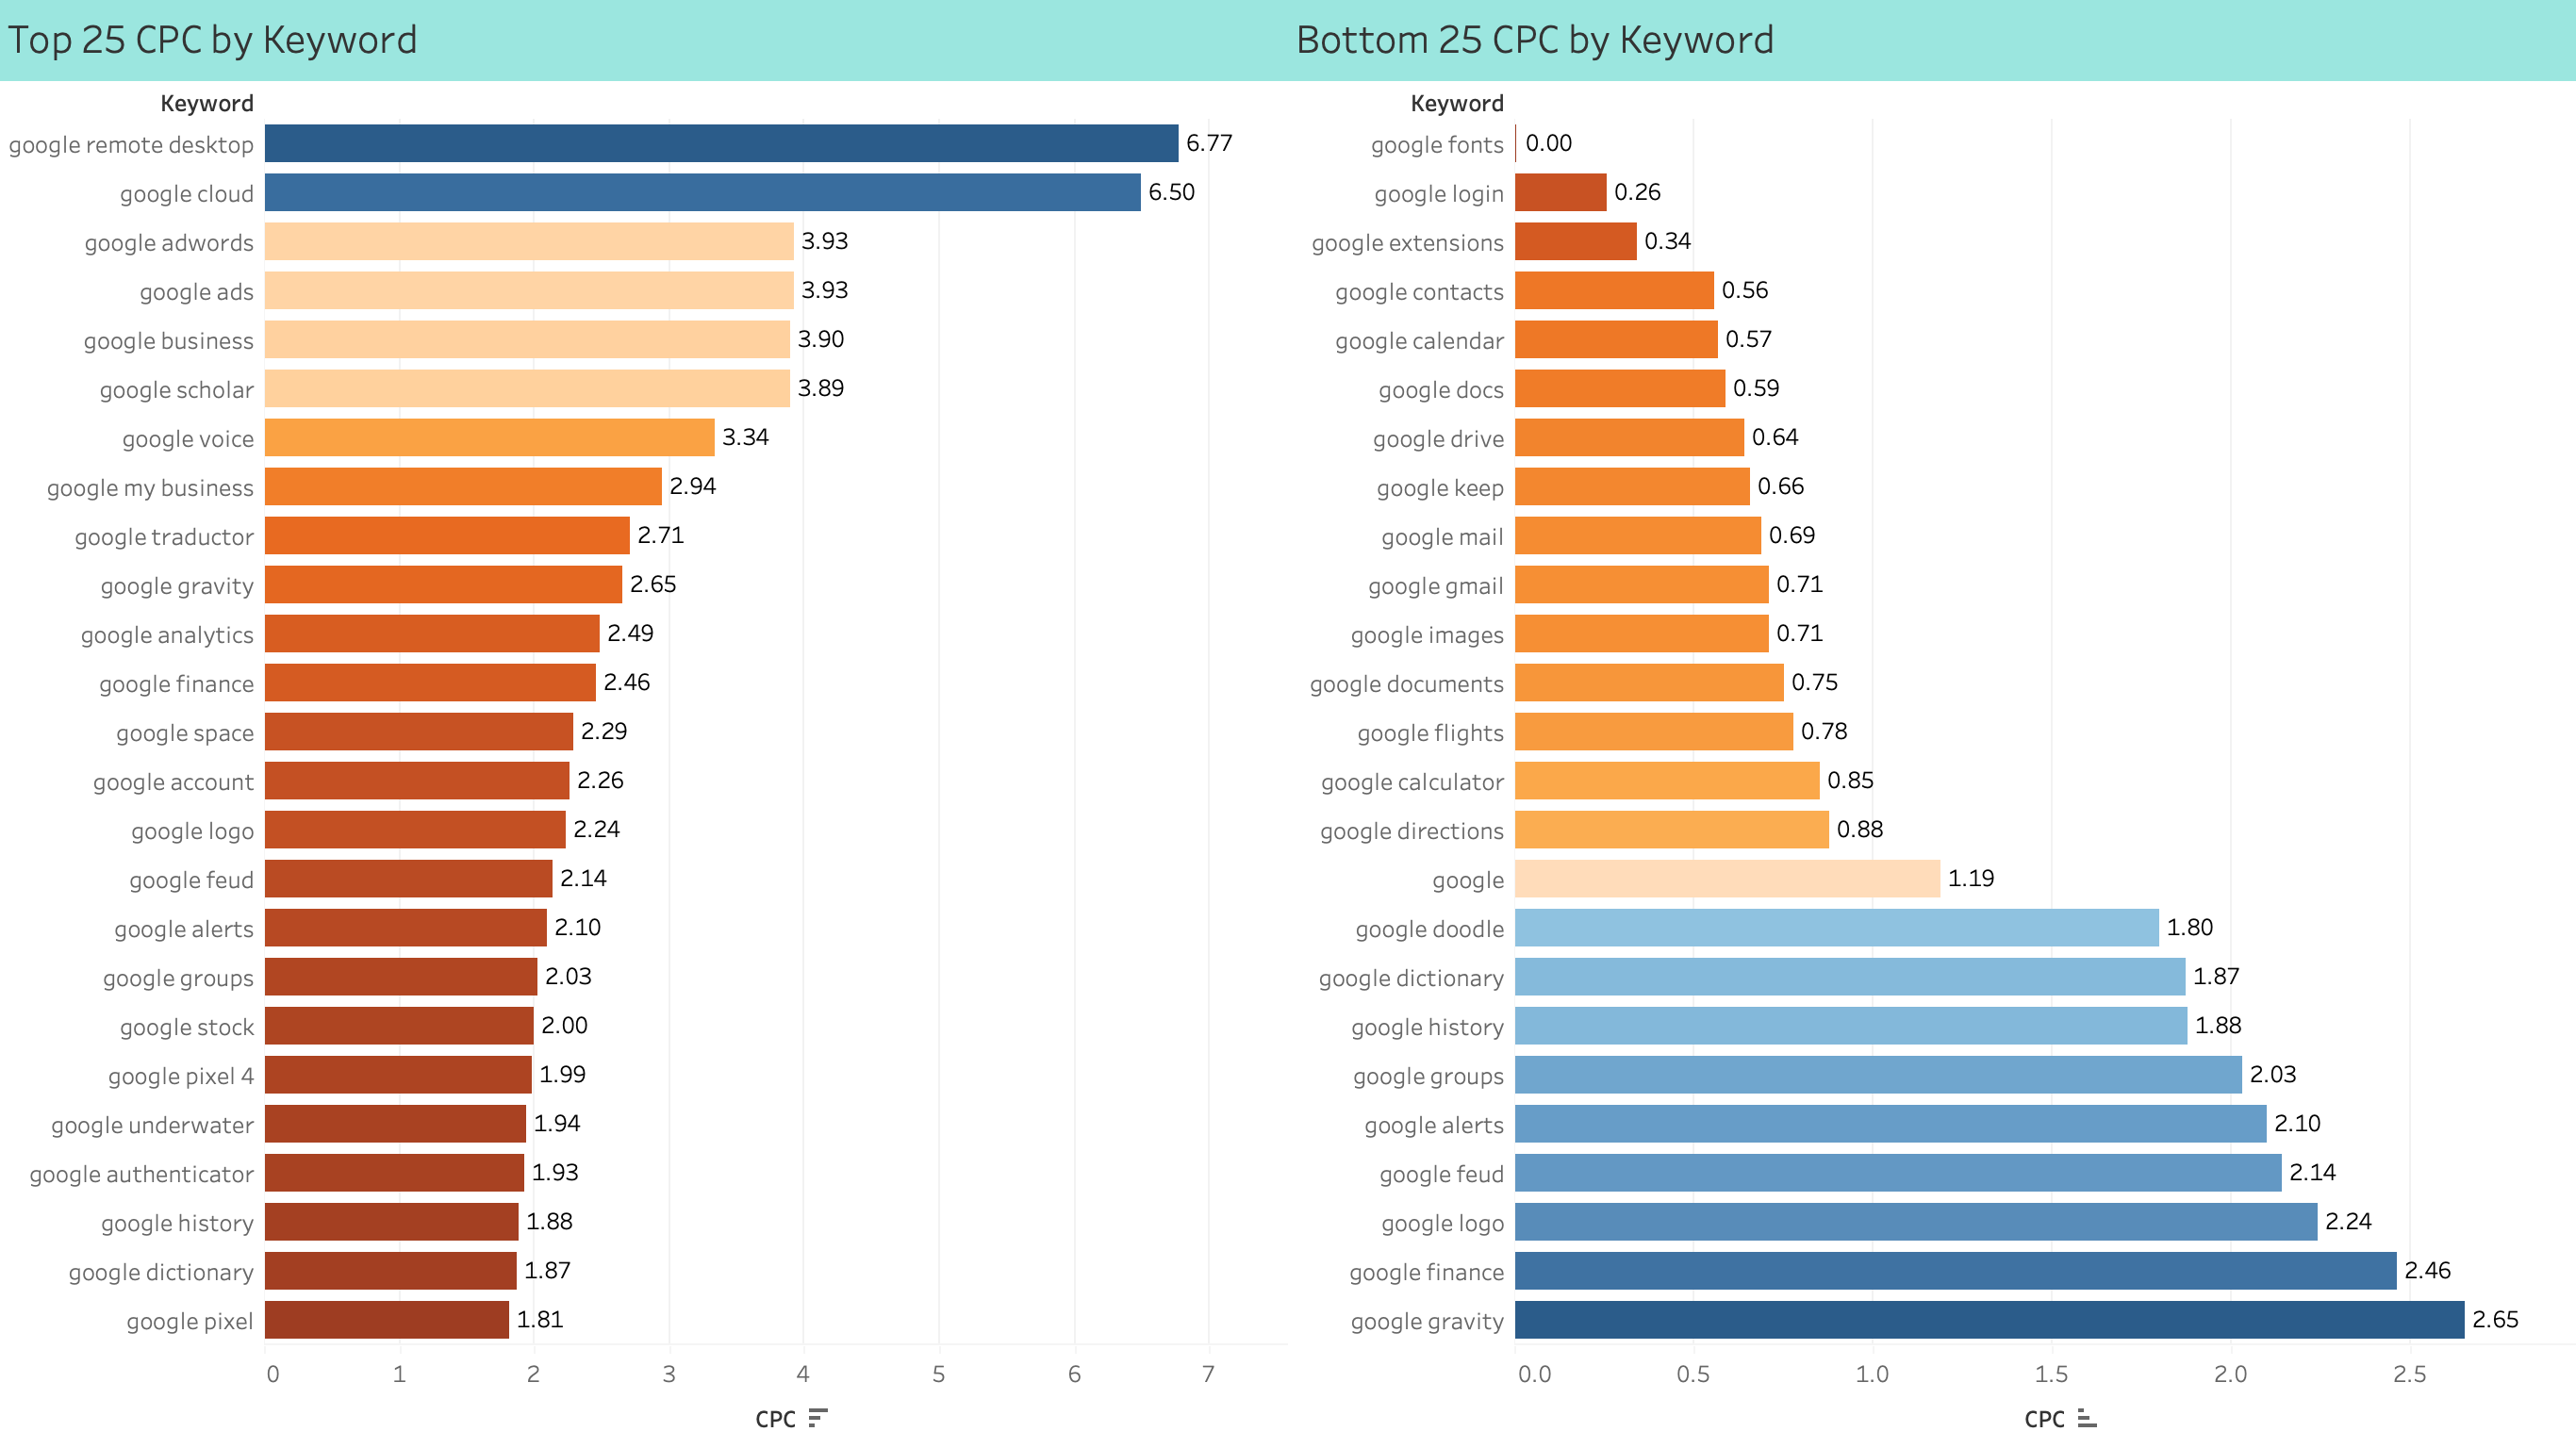 Top 25 CPC by Keyword
Keyword
google remote desktop 6.77
google cloud 6.50
google adwords 3.93
google ads 3.93
google business 3.90
google scholar 3.89
google voice 3.34
google my business 2.94
google traductor 2.71
google gravity 2.65
google analytics 2.49
google finance 2.46
google space 2.29
google account 2.26
google logo 2.24
google feud 2.14
google alerts 2.10
google groups 2.03
google stock 2.00
google pixel 4 1.99
google underwater 1.94
google authenticator 1.93
google history 1.88
google dictionary 1.87
google pixel 1.81
0 1 2 3 4 5 6 7
CPC
Bottom 25 CPC by Keyword
Keyword
google fonts 0.00
google login 0.26
google extensions 0.34
google contacts 0.56
google calendar 0.57
google docs 0.59
google drive 0.64
google keep 0.66
google mail 0.69
google gmail 0.71
google images 0.71
google documents 0.75
google flights 0.78
google calculator 0.85
google directions 0.88
google 1.19
google doodle 1.80
google dictionary 1.87
google history 1.88
google groups 2.03
google alerts 2.10
google feud 2.14
google logo 2.24
google finance 2.46
google gravity 2.65
0.0 0.5 1.0 1.5 2.0 2.5
CPC